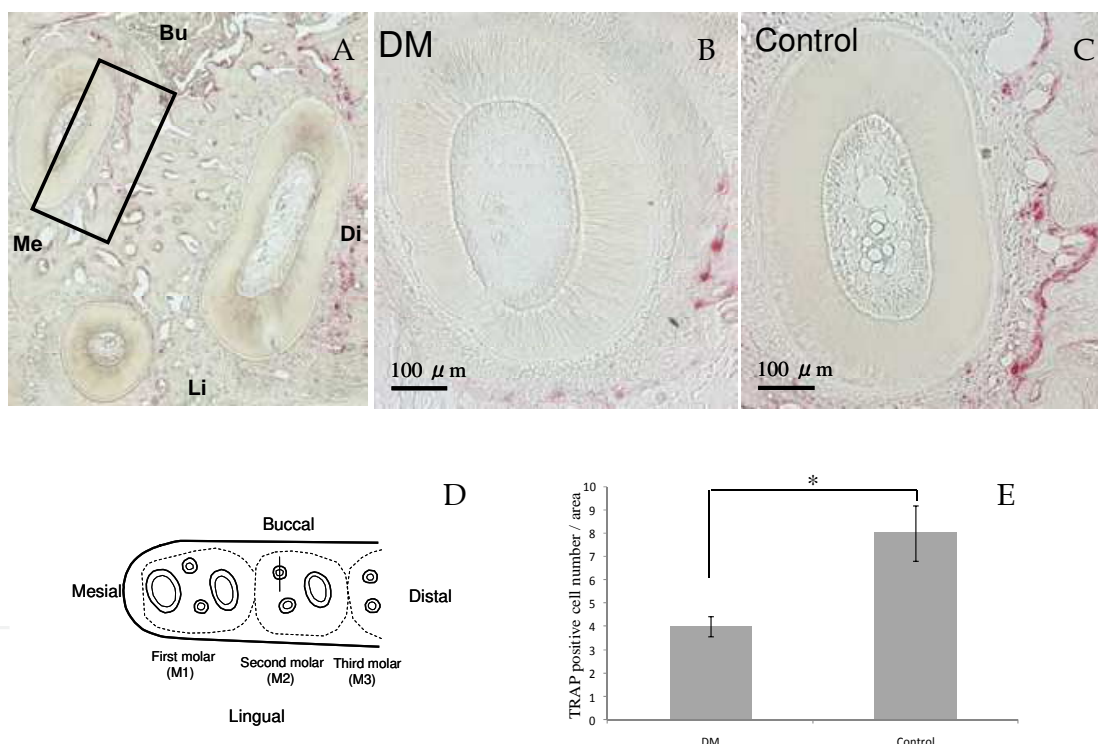 Bu
A
Me
Di
Li
DM
B
100 μm
Control
C
100 μm
D
Buccal
Mesial
Distal
First molar
(M1)
Second molar
(M2)
Third molar
(M3)
Lingual
E
*
TRAP positive cell number / area
10
9
8
7
6
5
4
3
2
1
0
DM
Control